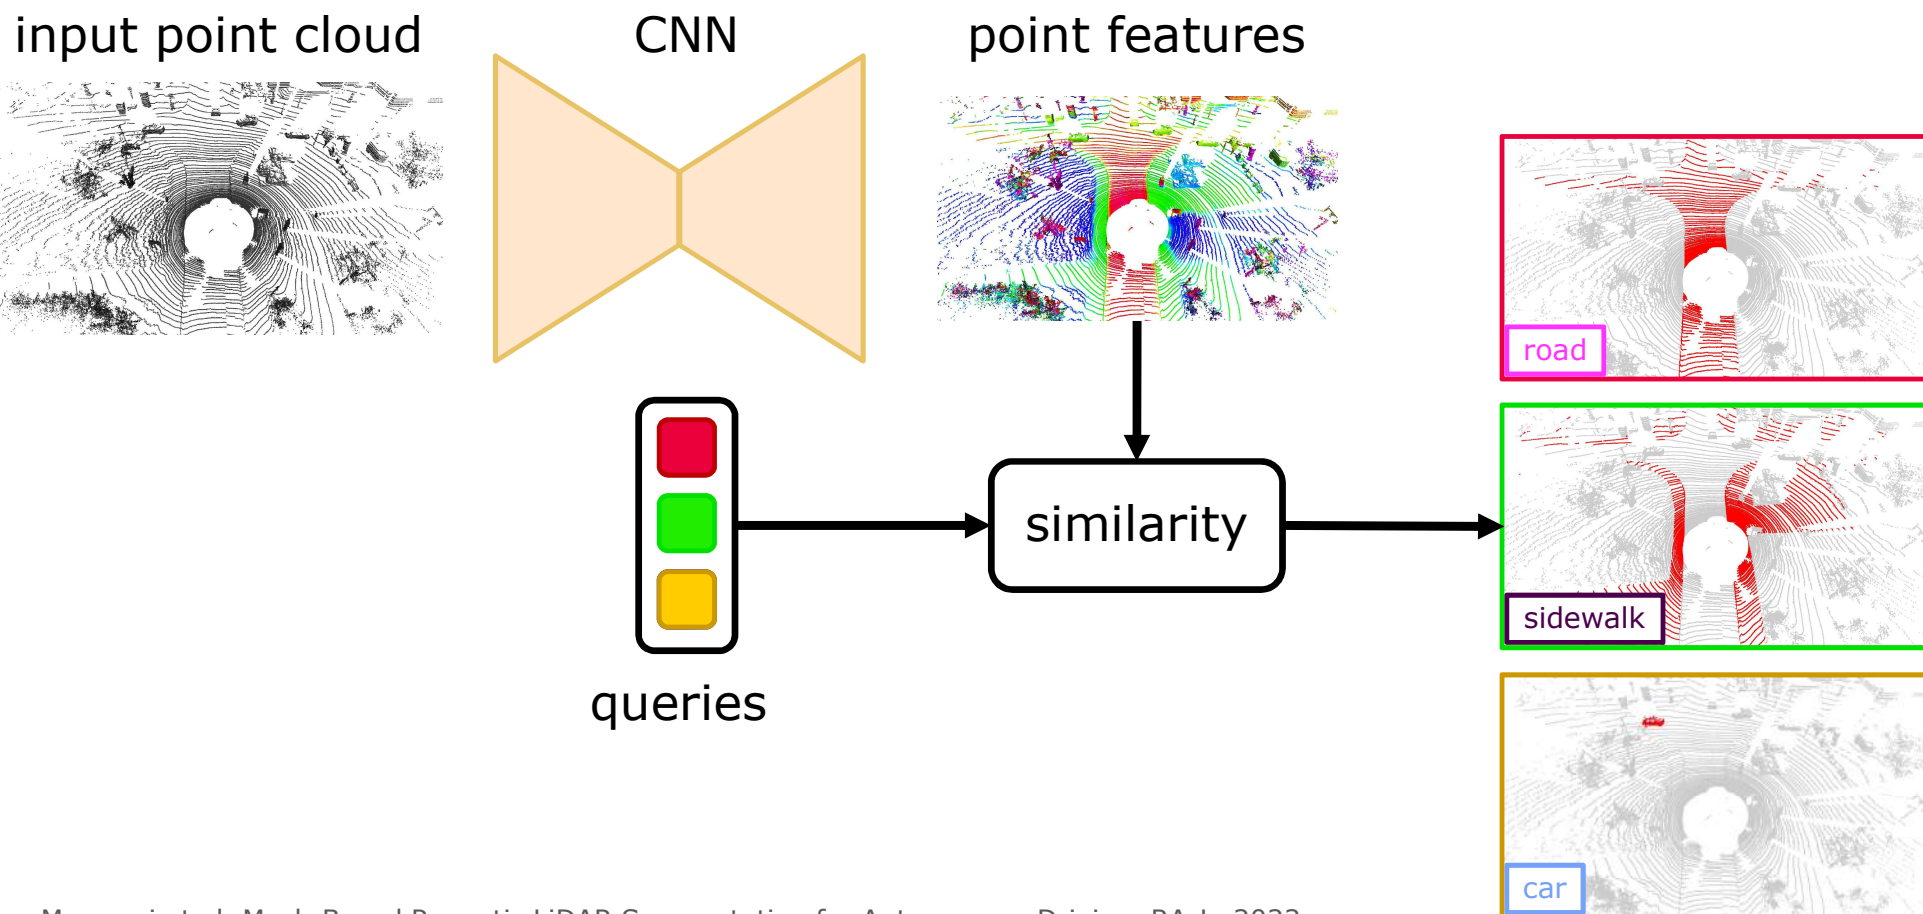 input point cloud
CNN
point features
road
similarity
sidewalk
queries
car